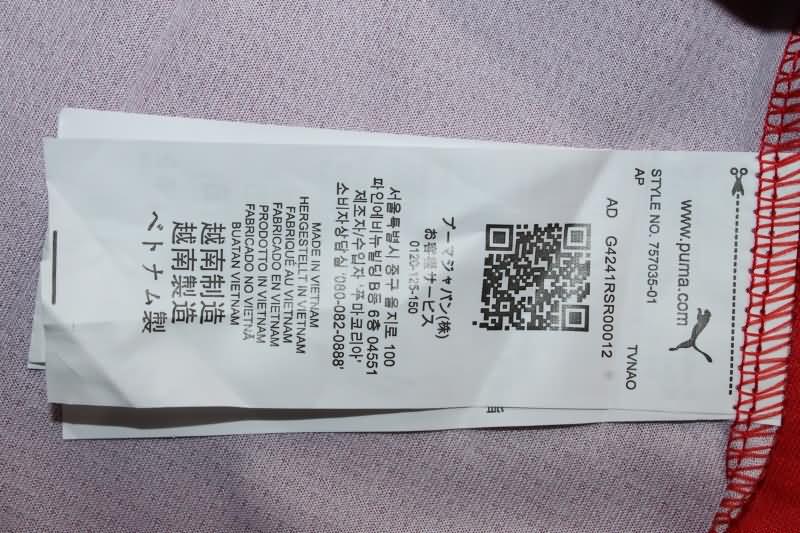 www.puma.com
STYLE NO. 757035-01
AP TVNAO
AD G4241RSR00012
プーマジャパン(株)
お客様サービス
0120-125-150
서울특별시 중구 을지로 100
파인에비뉴빌딩 B동 6층 04551
제조자/수입자 '푸마코리아'
소비자상담실 '080-082-0888'
MADE IN VIETNAM
HERGESTELLT IN VIETNAM
FABRIQUÉ AU VIETNAM
FABRICADO EN VIETNAM
PRODOTTO IN VIETNAM
FABRICADO NO VIETNÃ
BUATAN VIETNAM
越南制造
越南製造
ベトナム製